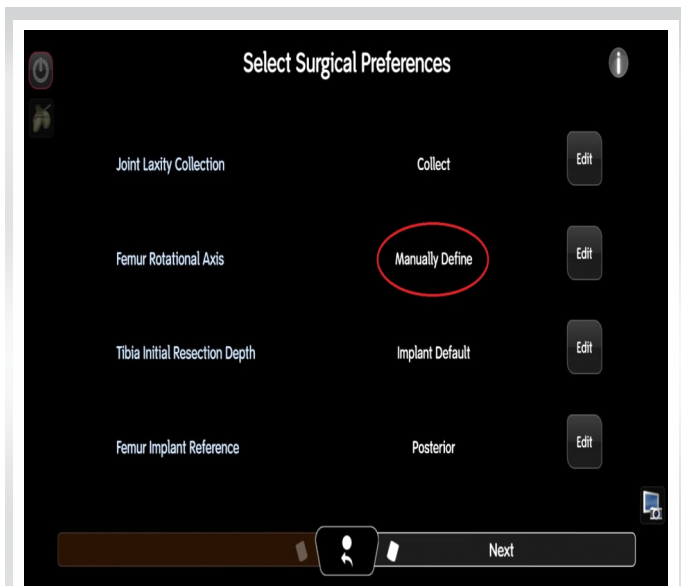 Select Surgical Preferences
i
Joint Laxity Collection Collect Edit
Femur Rotational Axis Manually Define Edit
Tibia Initial Resection Depth Implant Default Edit
Femur Implant Reference Posterior Edit
Next